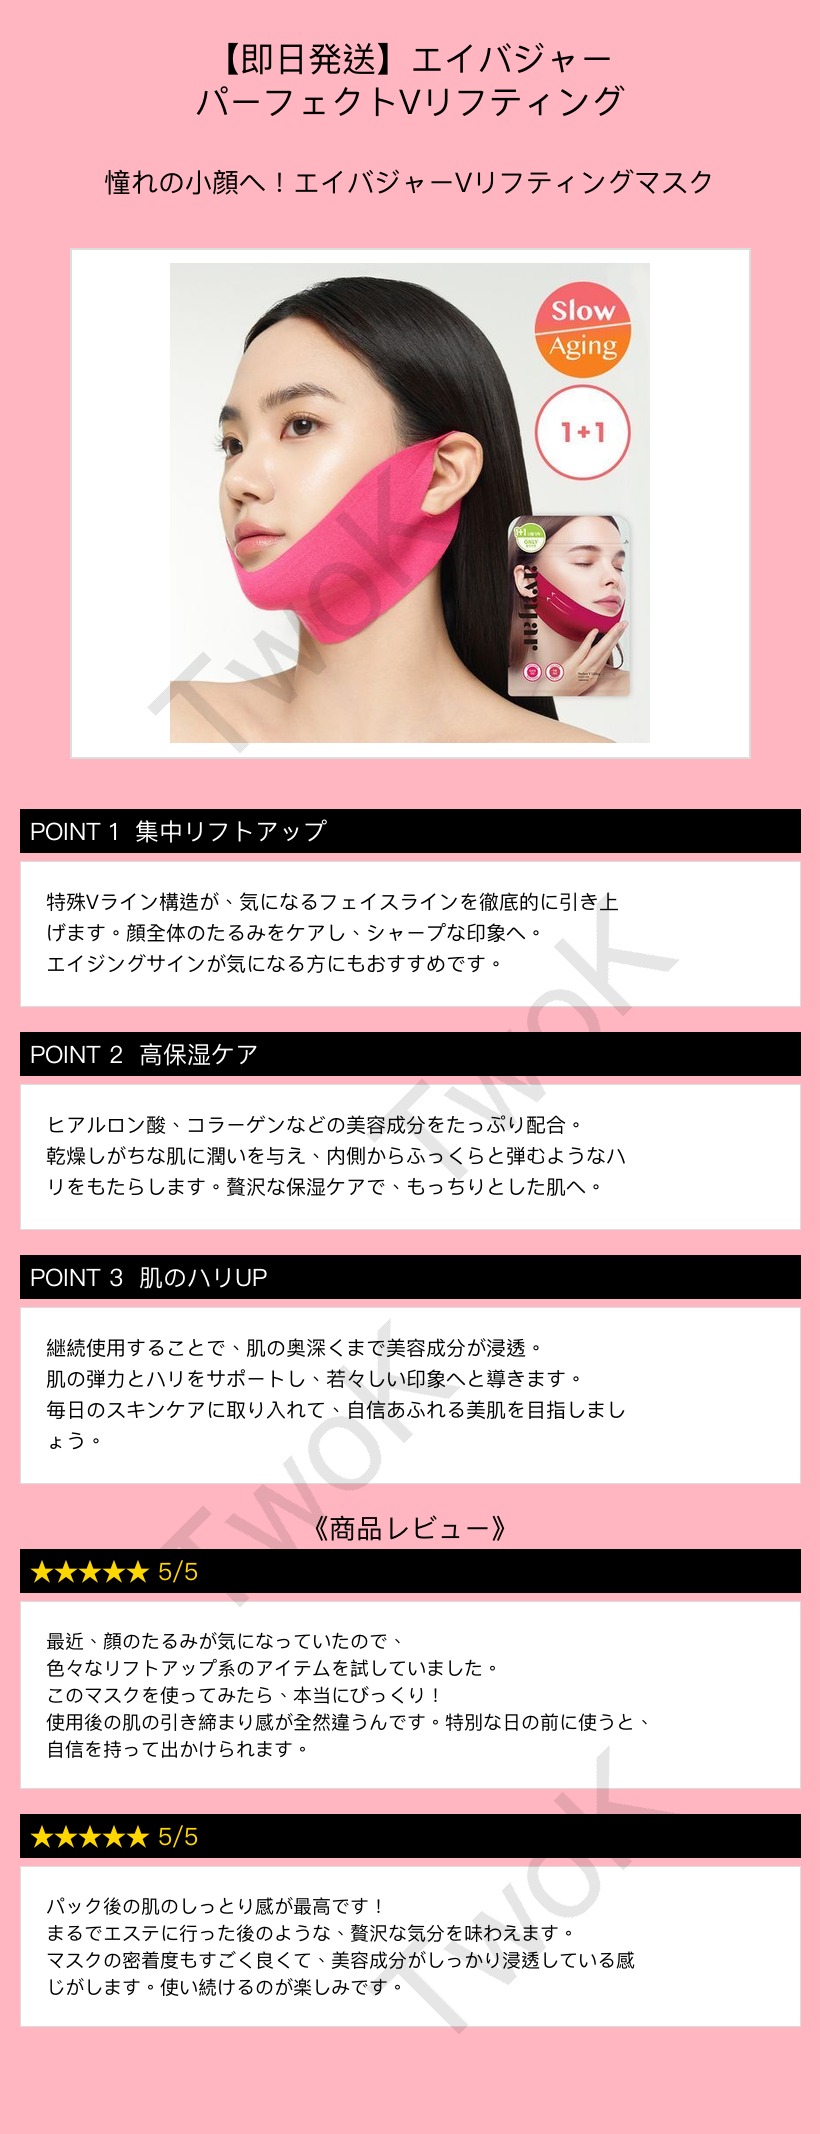 【即日発送】エイバジャー
パーフェクトVリフティング
憧れの小顔へ！エイバジャーVリフティングマスク
Slow
Aging
1+1
1+1
ONLY
avajar
TwoK
POINT 1 集中リフトアップ
特殊Vライン構造が、気になるフェイスラインを徹底的に引き上
げます。顔全体のたるみをケアし、シャープな印象へ。
エイジングサインが気になる方にもおすすめです。
TwoK
POINT 2 高保湿ケア
ヒアルロン酸、コラーゲンなどの美容成分をたっぷり配合。
乾燥しがちな肌に潤いを与え、内側からふっくらと弾むようなハ
リをもたらします。贅沢な保湿ケアで、もっちりとした肌へ。
POINT 3 肌のハリUP
継続使用することで、肌の奥深くまで美容成分が浸透。
肌の弾力とハリをサポートし、若々しい印象へと導きます。
毎日のスキンケアに取り入れて、自信あふれる美肌を目指しまし
ょう。
TwoK
《商品レビュー》
★★★★★ 5/5
最近、顔のたるみが気になっていたので、
色々なリフトアップ系のアイテムを試していました。
このマスクを使ってみたら、本当にびっくり！
使用後の肌の引き締まり感が全然違うんです。特別な日の前に使うと、
自信を持って出かけられます。
★★★★★ 5/5
パック後の肌のしっとり感が最高です！
まるでエステに行った後のような、贅沢な気分を味わえます。
マスクの密着度もすごく良くて、美容成分がしっかり浸透している感
じがします。使い続けるのが楽しみです。
TwoK